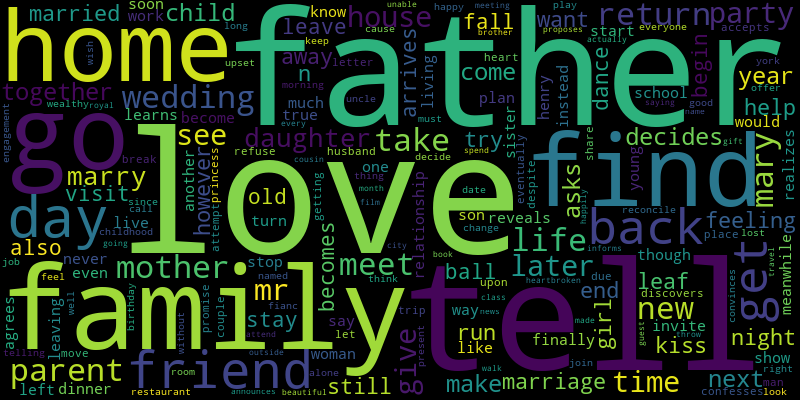 father
love
tell
family
home
find
go
day
back
friend
get
life
new
mother
parent
house
return
party
child
married
wedding
together
daughter
take
meet
see
marry
visit
however
mr
also
old
son
stay
becomes
later
ball
leaf
make
marriage
time
next
night
kiss
girl
run
like
end
way
give
still
say
woman
mary
feeling
decides
asks
help
year
begin
want
fall
come
dance
start
school
try
sister
leave
away
arrives
know
living
letter
much
true
become
learns
n
soon
work
wish
long
upset
keep
cause
brother
happy
meeting
unable
proposes
play
actually
everyone
accepts
york
offer
good
name
saying
would
realizes
gift
young
share
instead
henry
plan
heart
must
uncle
morning
every
wealthy
royal
engagement
break
refuse
husband
cousin
decide
spend
one
thing
month
film
date
change
reveals
turn
relationship
eventually
despite
happily
reconcile
place
lost
travel
meanwhile
though
discovers
informs
due
heartbroken
upon
class
named
think
city
book
stop
getting
princess
attempt
another
since
call
live
childhood
going
never
even
job
feel
agrees
leaving
telling
well
move
left
dinner
birthday
without
room
restaurant
promise
couple
announces
outside
attend
fianc
let
alone
beautiful
trip
present
news
made
walk
finally
join
guest
invite
throw
convinces
show
right
man
look
confesses